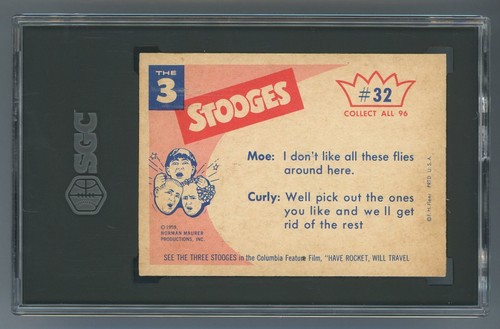 SGC
THE
3
STOOGES
#32
COLLECT ALL 96
Moe: I don't like all these flies
around here.
Curly: Well pick out the ones
you like and we ll get
rid of the rest
© 1959,
NORMAN MAURER
PRODUCTIONS, INC.
SEE THE THREE STOOGES in the Columbia Feature Film, "HAVE ROCKET, WILL TRAVEL
PRTD. U. S. A.